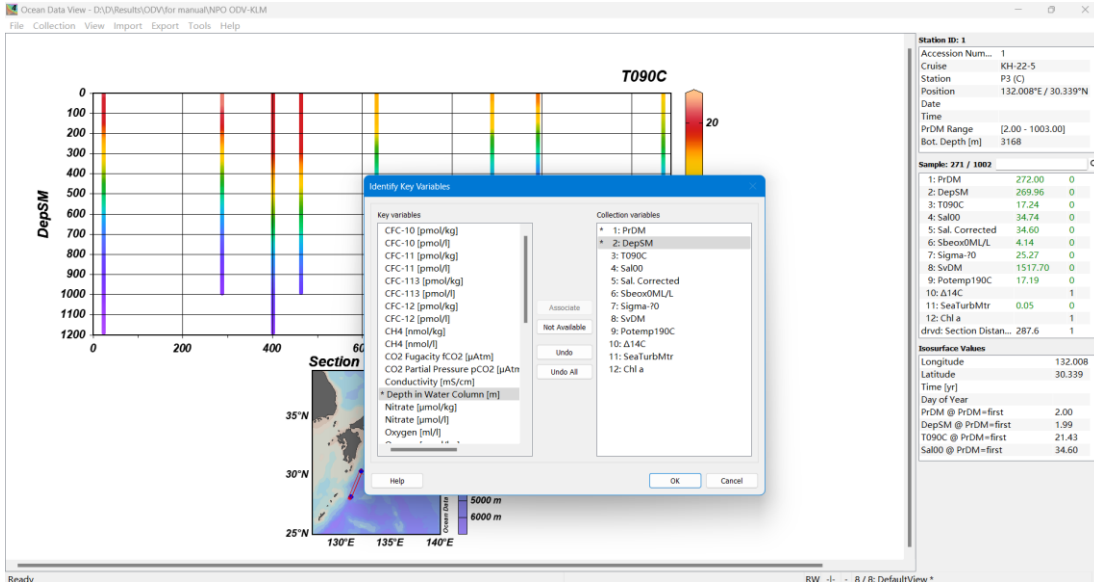 Ocean Data View - D:\D\Results\ODV\for manual\NPO ODV-KLM
File Collection View Import Export Tools Help
T090C
0
100
200
300
400
500
600
700
800
900
1000
1100
1200
DepSM
0 200 400 60
20
Section
35°N
30°N
25°N
130°E 135°E 140°E
5000 m
6000 m
Ocean Data
Identify Key Variables
Key variables
CFC-10 [pmol/kg]
CFC-10 [pmol/l]
CFC-11 [pmol/kg]
CFC-11 [pmol/l]
CFC-113 [pmol/kg]
CFC-113 [pmol/l]
CFC-12 [pmol/kg]
CFC-12 [pmol/l]
CH4 [nmol/kg]
CH4 [nmol/l]
CO2 Fugacity fCO2 [µAtm]
CO2 Partial Pressure pCO2 [µAtm
Conductivity [mS/cm]
* Depth in Water Column [m]
Nitrate [µmol/kg]
Nitrate [µmol/l]
Oxygen [ml/l]
Associate
Not Available
Undo
Undo All
Collection variables
* 1: PrDM
* 2: DepSM
3: T090C
4: Sal00
5: Sal. Corrected
6: Sbeox0ML/L
7: Sigma-?0
8: SvDM
9: Potemp190C
10: Δ14C
11: SeaTurbMtr
12: Chl a
Help OK Cancel
Station ID: 1
Accession Num... 1
Cruise KH-22-5
Station P3 (C)
Position 132.008°E / 30.339°N
Date
Time
PrDM Range [2.00 - 1003.00]
Bot. Depth [m] 3168
Sample: 271 / 1002
1: PrDM 272.00 0
2: DepSM 269.96 0
3: T090C 17.24 0
4: Sal00 34.74 0
5: Sal. Corrected 34.60 0
6: Sbeox0ML/L 4.14 0
7: Sigma-?0 25.27 0
8: SvDM 1517.70 0
9: Potemp190C 17.19 0
10: Δ14C 1
11: SeaTurbMtr 0.05 0
12: Chl a 1
drvd: Section Distan... 287.6 1
Isosurface Values
Longitude 132.008
Latitude 30.339
Time [yr]
Day of Year
PrDM @ PrDM=first 2.00
DepSM @ PrDM=first 1.99
T090C @ PrDM=first 21.43
Sal00 @ PrDM=first 34.60
Ready
RW -|- - 8 / 8: DefaultView *